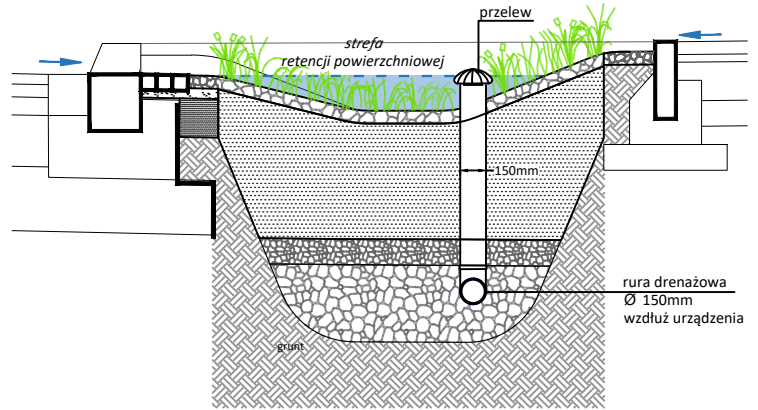 przelew
strefa
retencji powierzchniowej
150mm
rura drenażowa
Ø 150mm
wzdłuż urządzenia
grunt